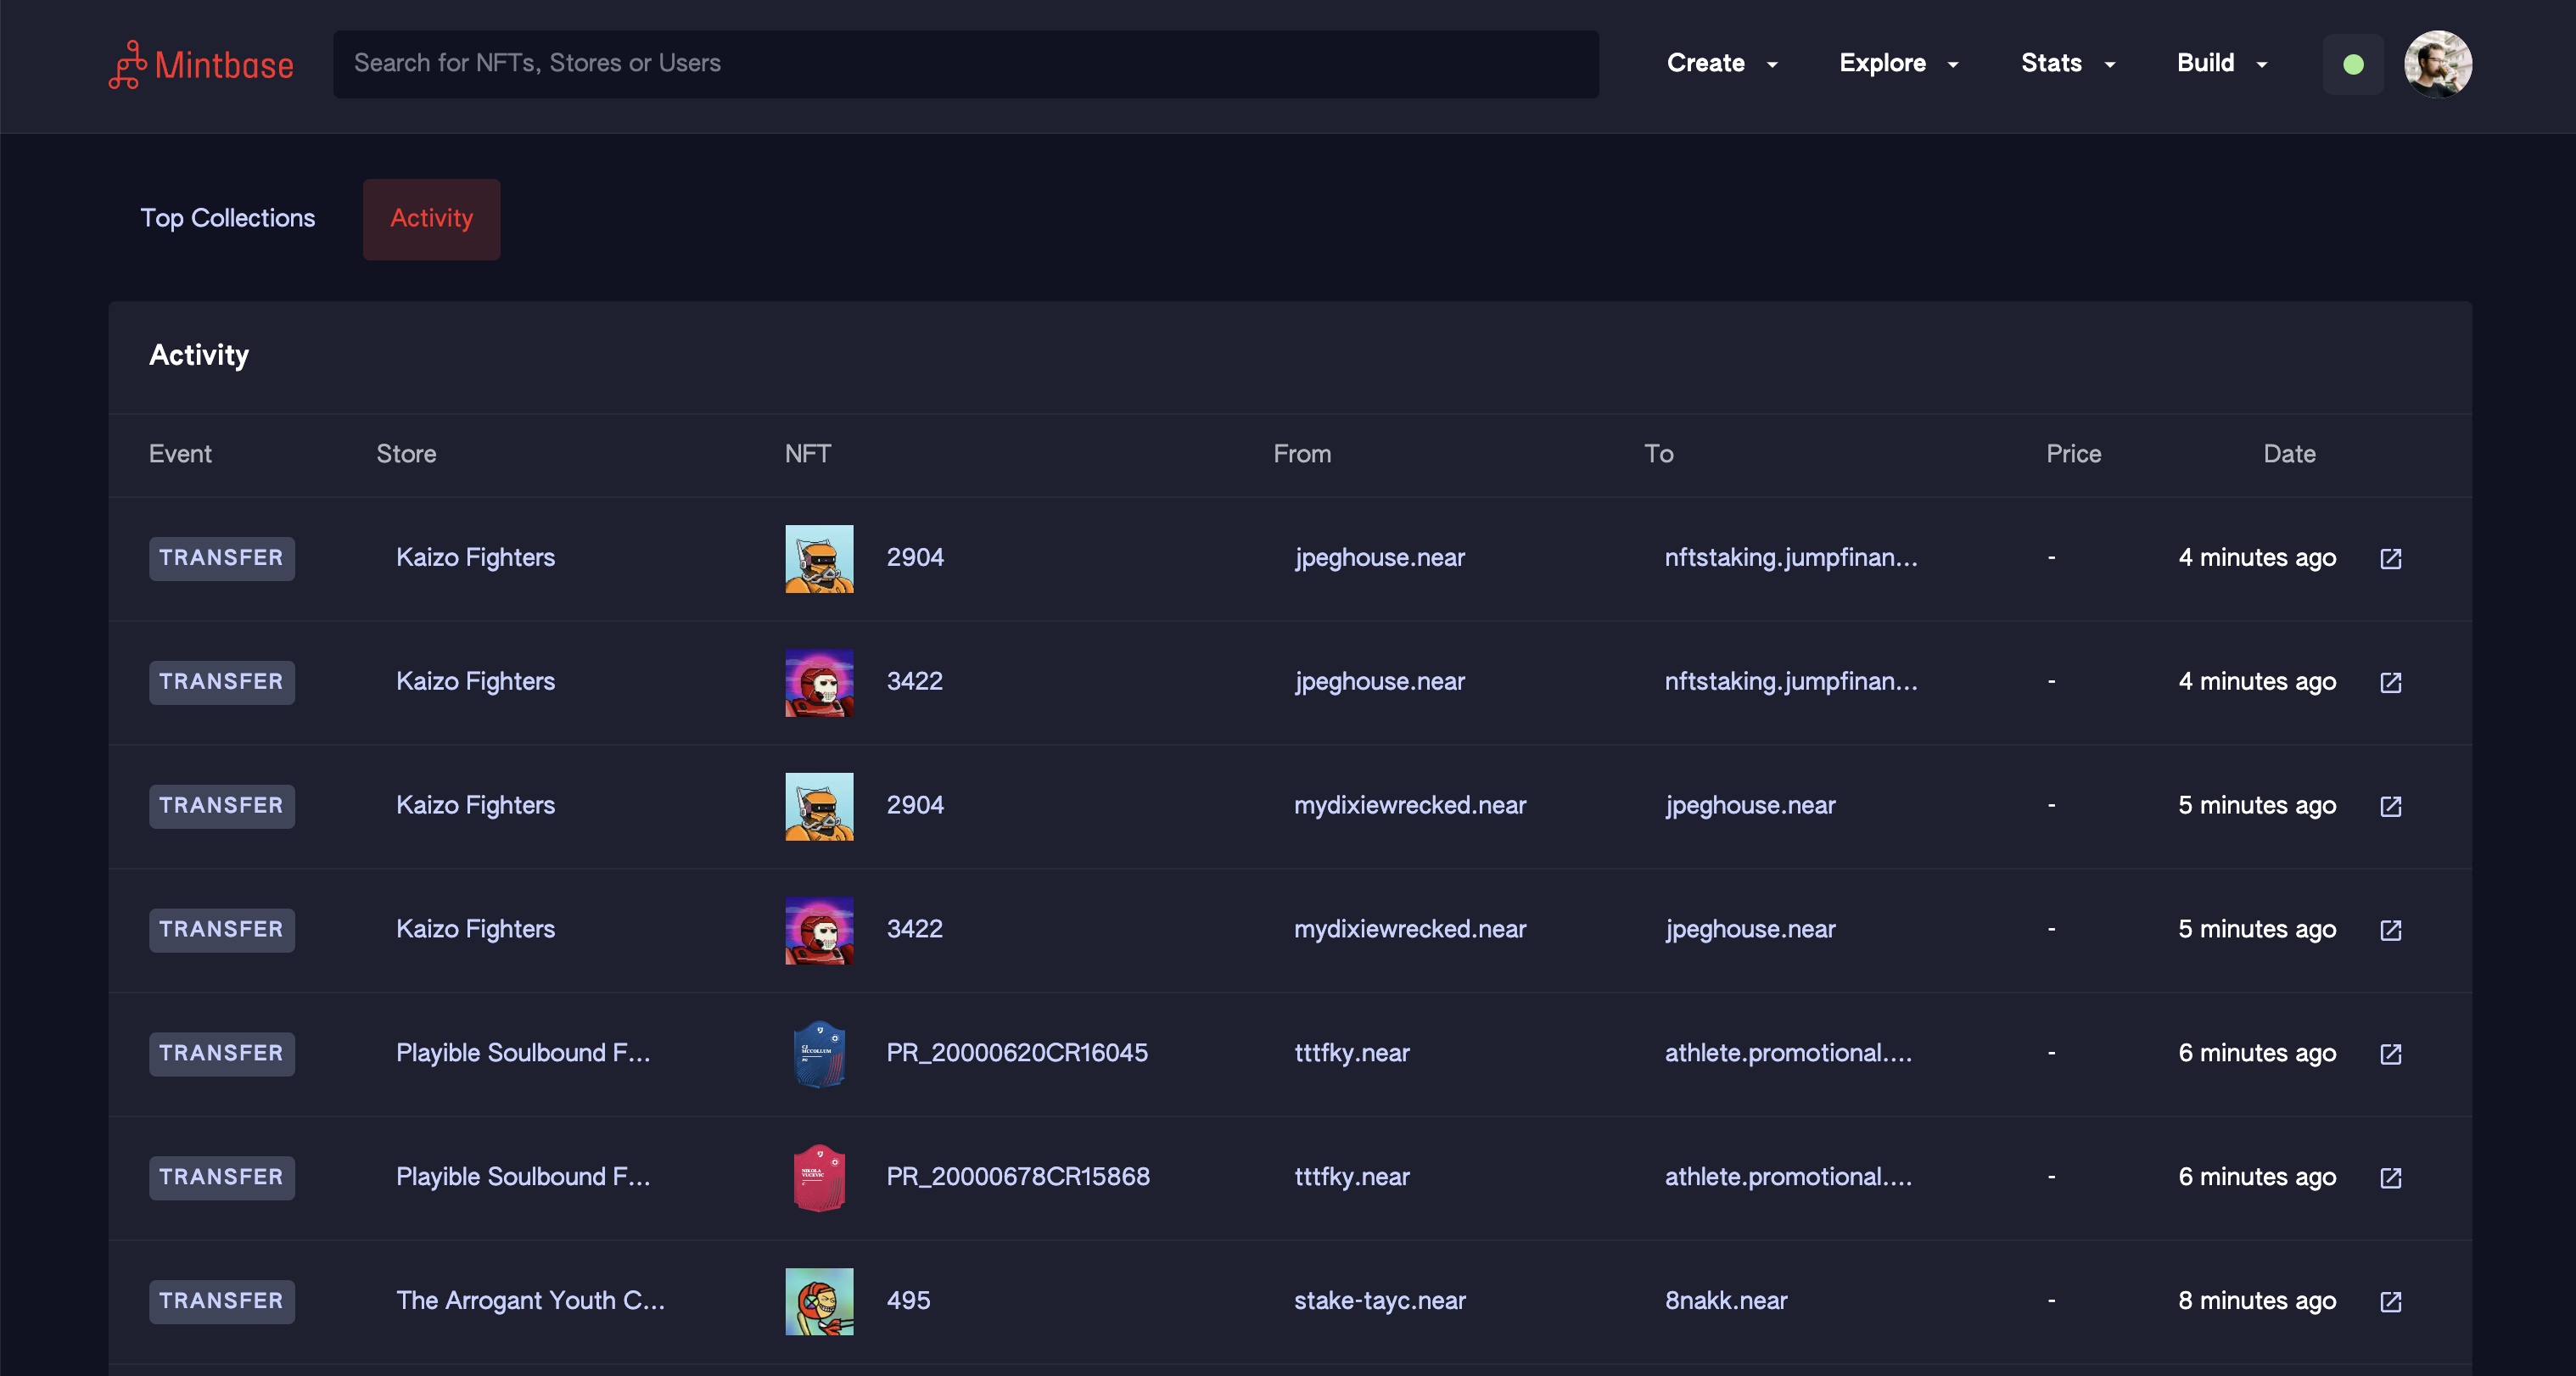 Mintbase
Search for NFTs, Stores or Users
Create Explore Stats Build
Top Collections Activity
Activity
Event Store NFT From To Price Date
TRANSFER Kaizo Fighters 2904 jpeghouse.near nftstaking.jumpfinan... - 4 minutes ago
TRANSFER Kaizo Fighters 3422 jpeghouse.near nftstaking.jumpfinan... - 4 minutes ago
TRANSFER Kaizo Fighters 2904 mydixiewrecked.near jpeghouse.near - 5 minutes ago
TRANSFER Kaizo Fighters 3422 mydixiewrecked.near jpeghouse.near - 5 minutes ago
CJ
MCCOLLUM
TRANSFER Playible Soulbound F... PR_20000620CR16045 tttfky.near athlete.promotional.... - 6 minutes ago
NIKOLA
VUCEVIC
TRANSFER Playible Soulbound F... PR_20000678CR15868 tttfky.near athlete.promotional.... - 6 minutes ago
TRANSFER The Arrogant Youth C... 495 stake-tayc.near 8nakk.near - 8 minutes ago